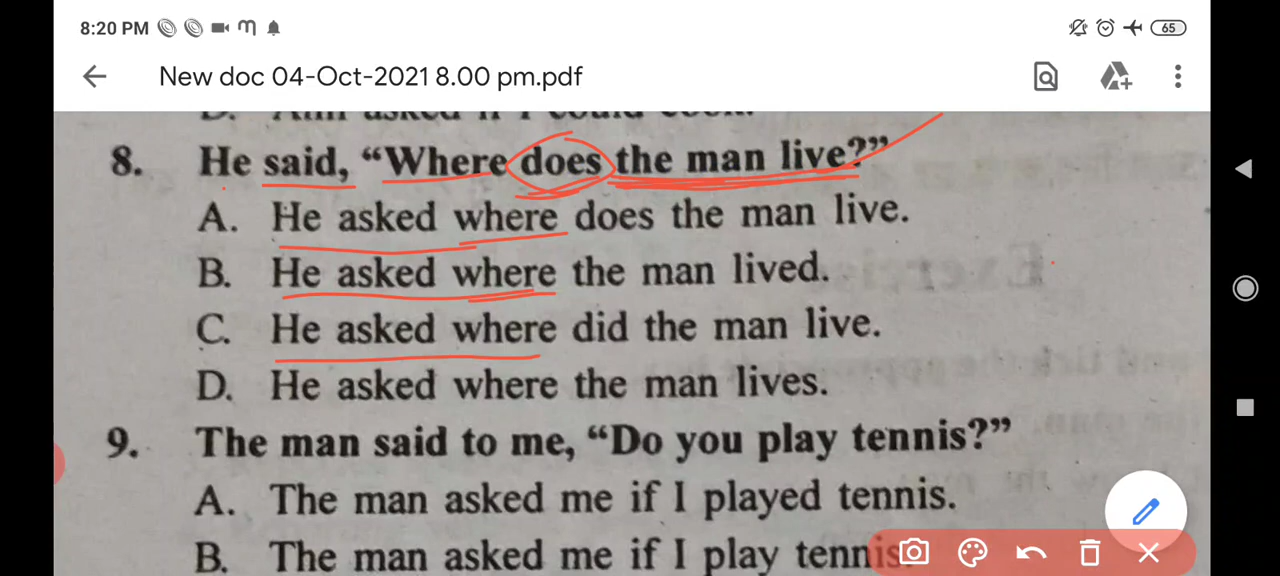 8:20 PM 65
New doc 04-Oct-2021 8.00 pm.pdf
8. He said, “Where does the man live?”
A. He asked where does the man live.
B. He asked where the man lived.
C. He asked where did the man live.
D. He asked where the man lives.
9. The man said to me, “Do you play tennis?”
A. The man asked me if I played tennis.
B. The man asked me if I play tennis.